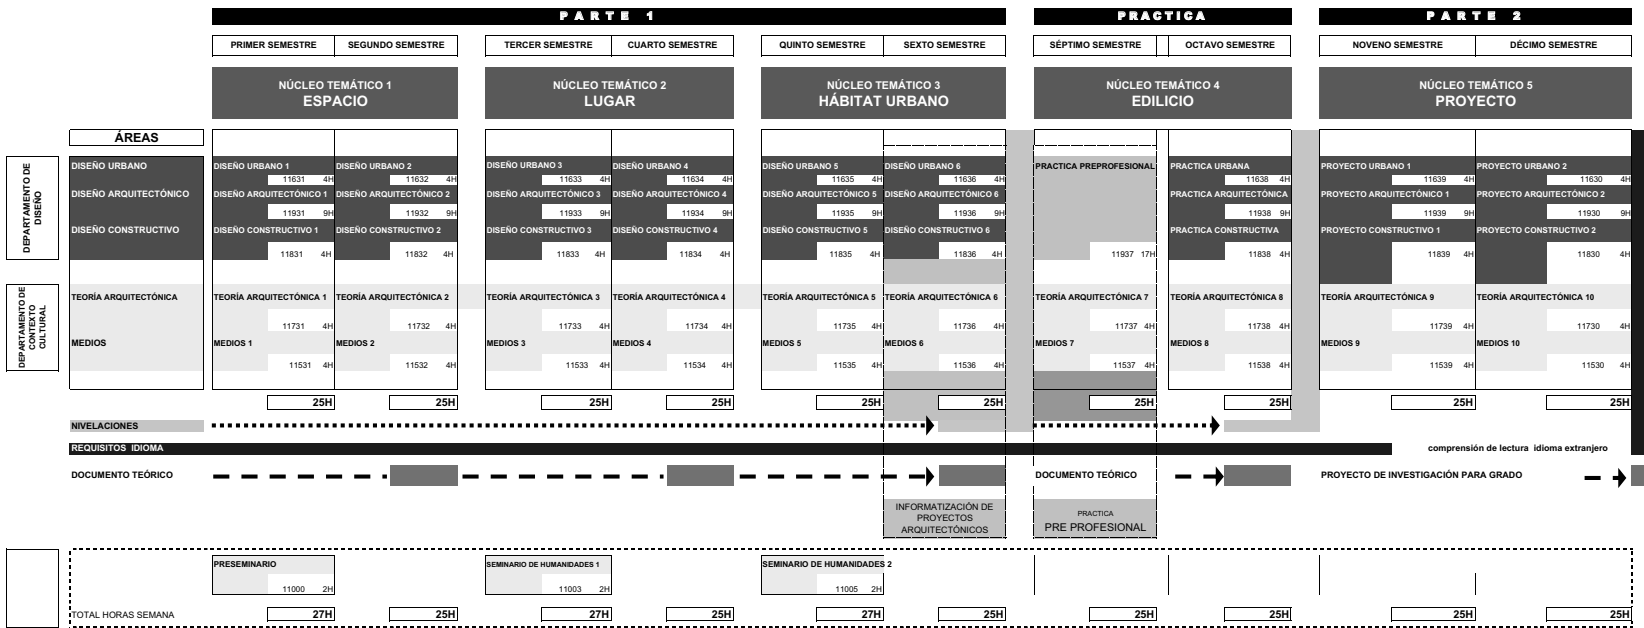 PARTE 1 PRACTICA PARTE 2
PRIMER SEMESTRE SEGUNDO SEMESTRE TERCER SEMESTRE CUARTO SEMESTRE QUINTO SEMESTRE SEXTO SEMESTRE SÉPTIMO SEMESTRE OCTAVO SEMESTRE NOVENO SEMESTRE DÉCIMO SEMESTRE
NÚCLEO TEMÁTICO 1 NÚCLEO TEMÁTICO 2 NÚCLEO TEMÁTICO 3 NÚCLEO TEMÁTICO 4 NÚCLEO TEMÁTICO 5
ESPACIO LUGAR HÁBITAT URBANO EDILICIO PROYECTO
ÁREAS
DEPARTAMENTO DE DISEÑO
DISEÑO URBANO DISEÑO URBANO 1 DISEÑO URBANO 2 DISEÑO URBANO 3 DISEÑO URBANO 4 DISEÑO URBANO 5 DISEÑO URBANO 6 PRACTICA PREPROFESIONAL PRACTICA URBANA PROYECTO URBANO 1 PROYECTO URBANO 2
11631 4H 11632 4H 11633 4H 11634 4H 11635 4H 11636 4H 11638 4H 11639 4H 11630 4H
DISEÑO ARQUITECTÓNICO DISEÑO ARQUITECTÓNICO 1 DISEÑO ARQUITECTÓNICO 2 DISEÑO ARQUITECTÓNICO 3 DISEÑO ARQUITECTÓNICO 4 DISEÑO ARQUITECTÓNICO 5 DISEÑO ARQUITECTÓNICO 6 PRACTICA ARQUITECTÓNICA PROYECTO ARQUITECTÓNICO 1 PROYECTO ARQUITECTÓNICO 2
11931 9H 11932 9H 11933 9H 11934 9H 11935 9H 11936 9H 11938 9H 11939 9H 11930 9H
DISEÑO CONSTRUCTIVO DISEÑO CONSTRUCTIVO 1 DISEÑO CONSTRUCTIVO 2 DISEÑO CONSTRUCTIVO 3 DISEÑO CONSTRUCTIVO 4 DISEÑO CONSTRUCTIVO 5 DISEÑO CONSTRUCTIVO 6 PRACTICA CONSTRUCTIVA PROYECTO CONSTRUCTIVO 1 PROYECTO CONSTRUCTIVO 2
11831 4H 11832 4H 11833 4H 11834 4H 11835 4H 11836 4H 11937 17H 11838 4H 11839 4H 11830 4H
DEPARTAMENTO DE CONTEXTO CULTURAL
TEORÍA ARQUITECTÓNICA TEORÍA ARQUITECTÓNICA 1 TEORÍA ARQUITECTÓNICA 2 TEORÍA ARQUITECTÓNICA 3 TEORÍA ARQUITECTÓNICA 4 TEORÍA ARQUITECTÓNICA 5 TEORÍA ARQUITECTÓNICA 6 TEORÍA ARQUITECTÓNICA 7 TEORÍA ARQUITECTÓNICA 8 TEORÍA ARQUITECTÓNICA 9 TEORÍA ARQUITECTÓNICA 10
11731 4H 11732 4H 11733 4H 11734 4H 11735 4H 11736 4H 11737 4H 11738 4H 11739 4H 11730 4H
MEDIOS MEDIOS 1 MEDIOS 2 MEDIOS 3 MEDIOS 4 MEDIOS 5 MEDIOS 6 MEDIOS 7 MEDIOS 8 MEDIOS 9 MEDIOS 10
11531 4H 11532 4H 11533 4H 11534 4H 11535 4H 11536 4H 11537 4H 11538 4H 11539 4H 11530 4H
25H 25H 25H 25H 25H 25H 25H 25H 25H 25H
NIVELACIONES
REQUISITOS IDIOMA comprensión de lectura idioma extranjero
DOCUMENTO TEÓRICO DOCUMENTO TEÓRICO PROYECTO DE INVESTIGACIÓN PARA GRADO
INFORMATIZACIÓN DE
PROYECTOS
ARQUITECTÓNICOS
PRACTICA
PRE PROFESIONAL
PRESEMINARIO SEMINARIO DE HUMANIDADES 1 SEMINARIO DE HUMANIDADES 2
11000 2H 11003 2H 11005 2H
TOTAL HORAS SEMANA 27H 25H 27H 25H 27H 25H 25H 25H 25H 25H